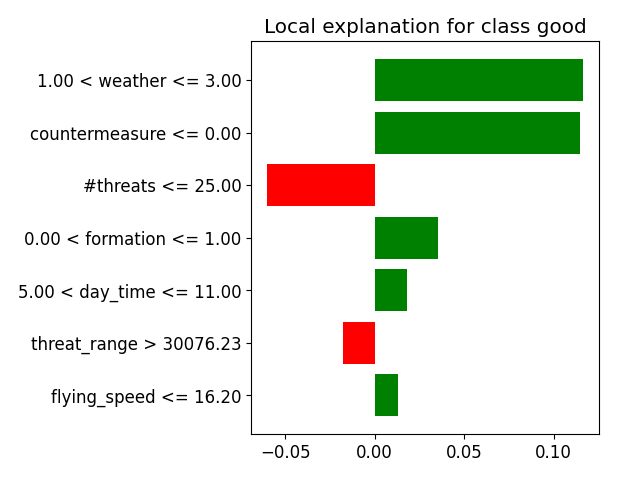 Local explanation for class good
1.00 < weather <= 3.00
countermeasure <= 0.00
#threats <= 25.00
0.00 < formation <= 1.00
5.00 < day_time <= 11.00
threat_range > 30076.23
flying_speed <= 16.20
−0.05 0.00 0.05 0.10